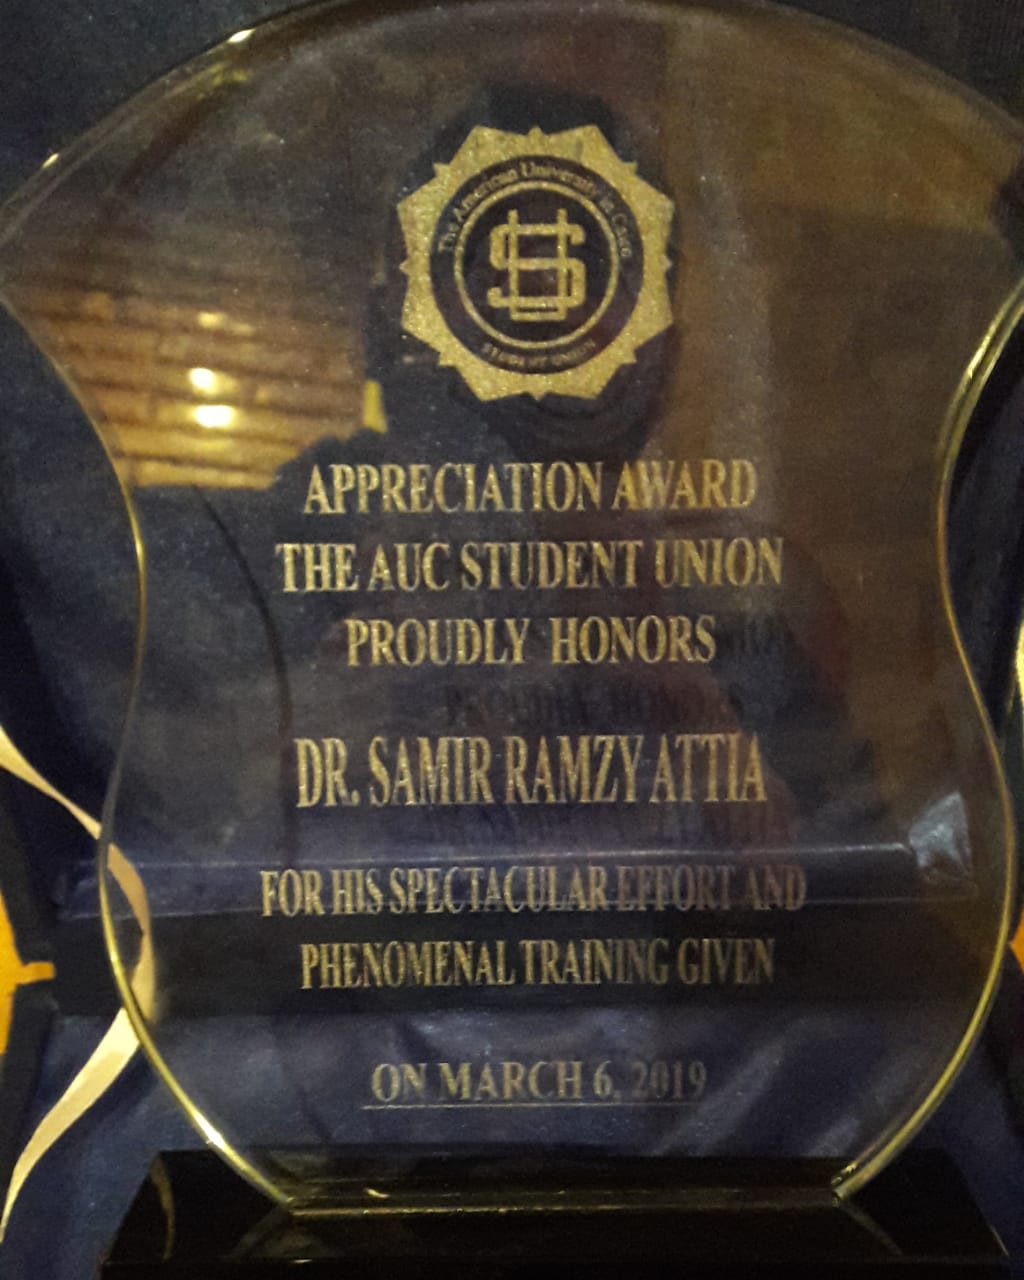 The American University in Cairo
SU
STUDENT UNION
APPRECIATION AWARD
THE AUC STUDENT UNION
PROUDLY HONORS
DR. SAMIR RAMZY ATTIA
FOR HIS SPECTACULAR EFFORT AND
PHENOMENAL TRAINING GIVEN
ON MARCH 6, 2019